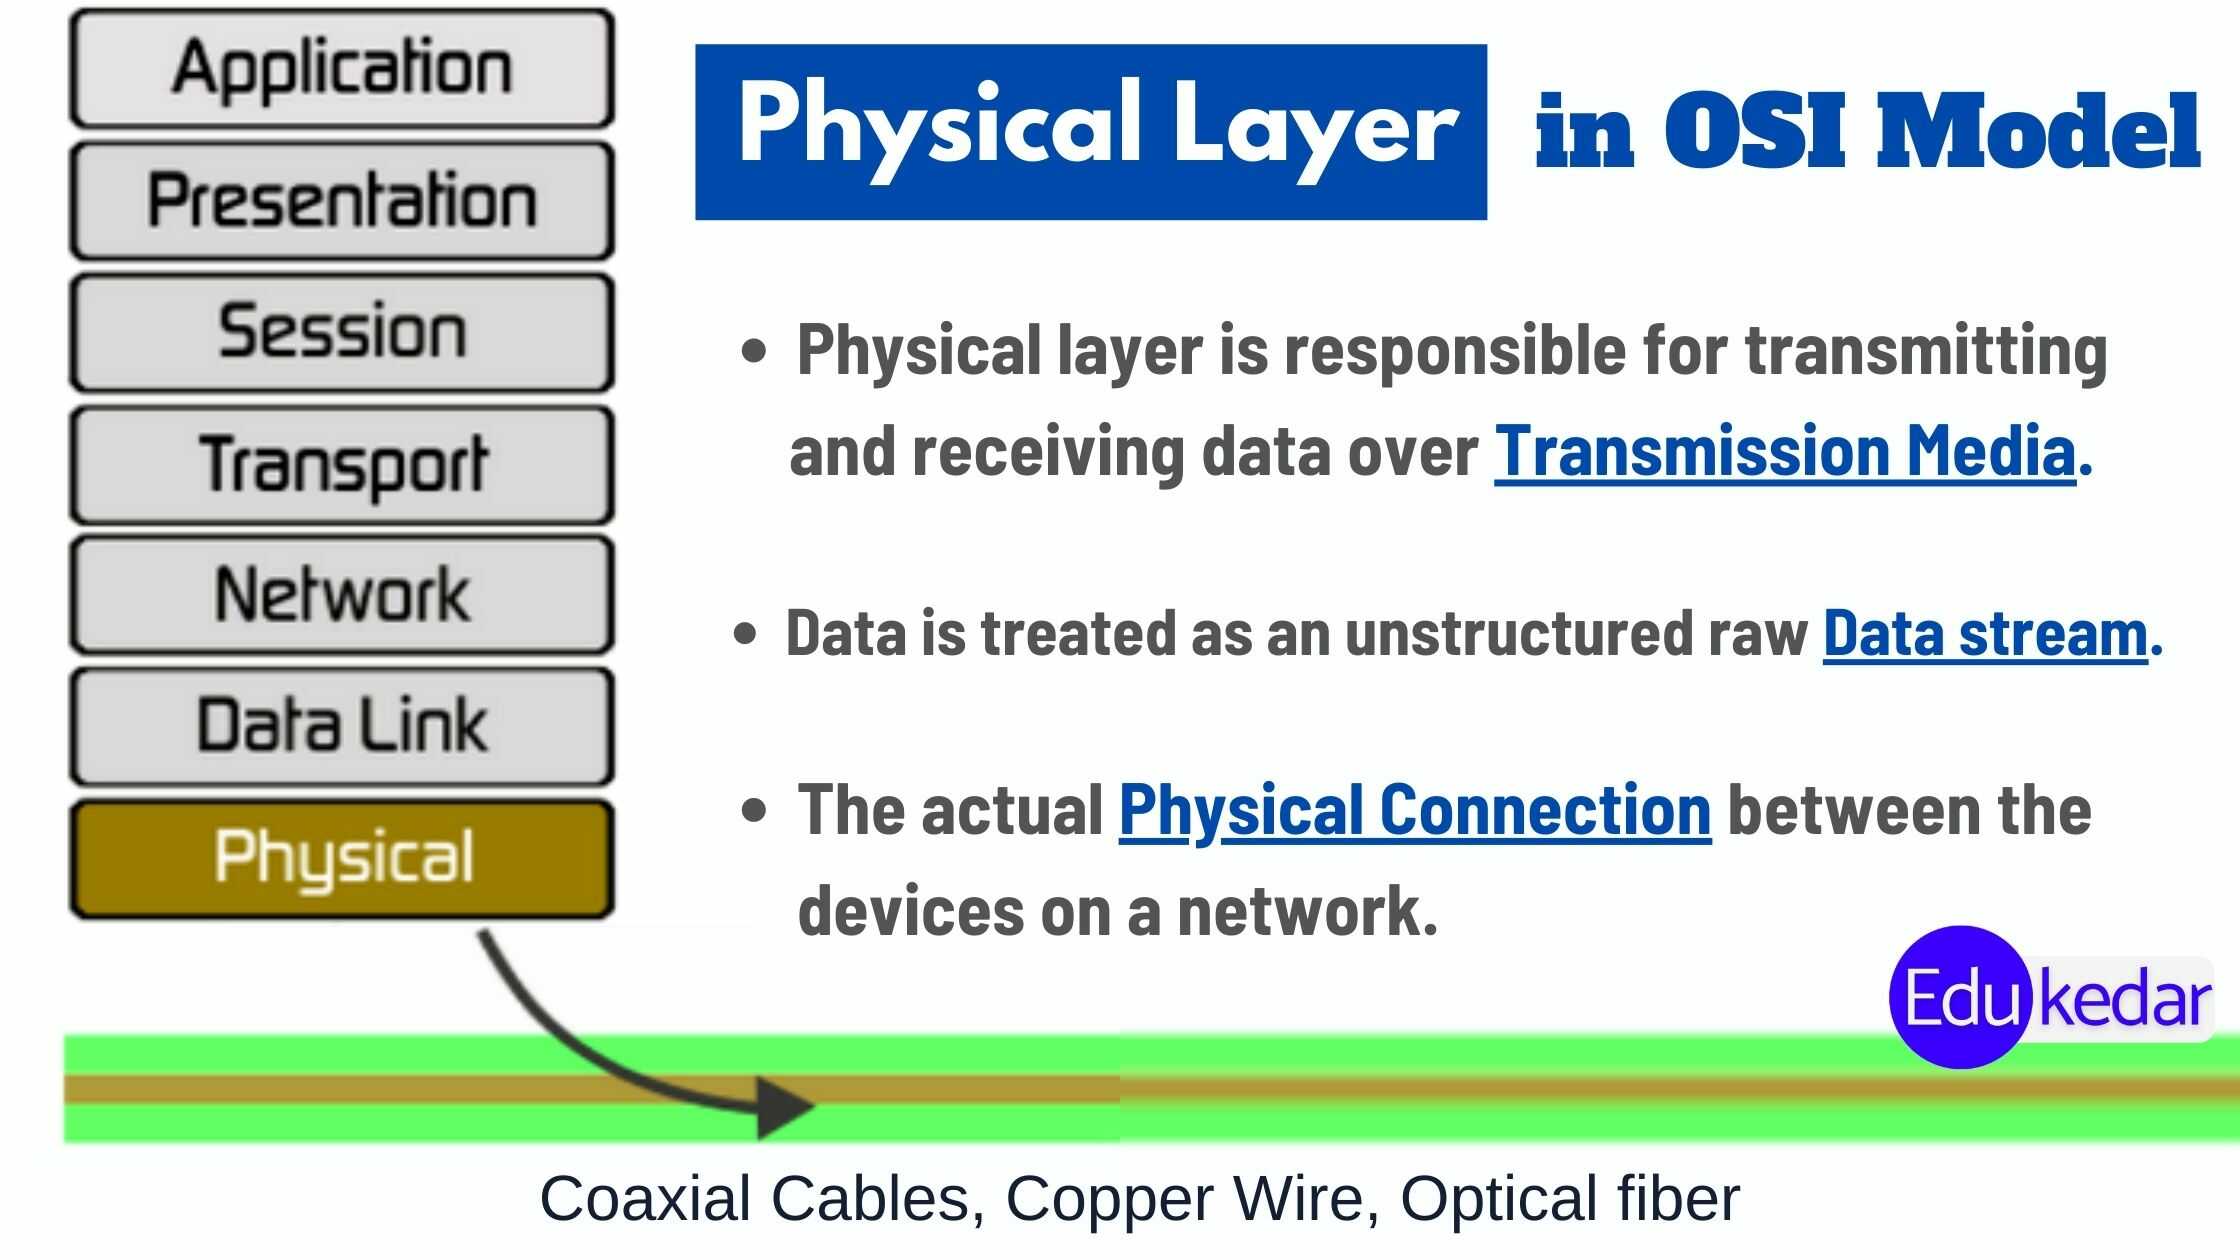 Application
Presentation
Session
Transport
Network
Data Link
Physical
Physical Layer in OSI Model
• Physical layer is responsible for transmitting
and receiving data over Transmission Media.
• Data is treated as an unstructured raw Data stream.
• The actual Physical Connection between the
devices on a network.
Edukedar
Coaxial Cables, Copper Wire, Optical fiber